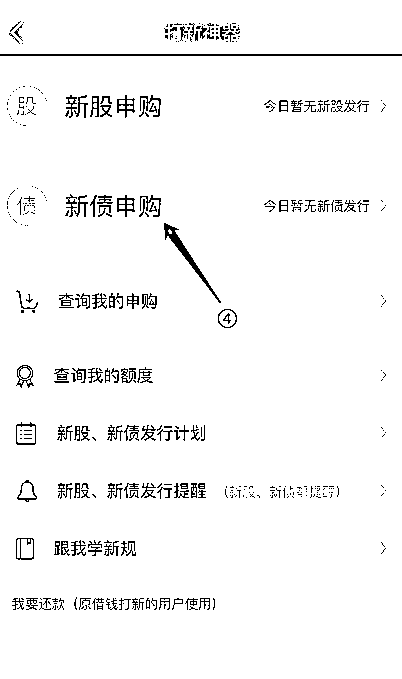 打新神器
股 新股申购 今日暂无新股发行
债 新债申购 今日暂无新债发行
④
查询我的申购
查询我的额度
新股、新债发行计划
新股、新债发行提醒（新股、新债都提醒）
跟我学新规
我要还款（原借钱打新的用户使用）